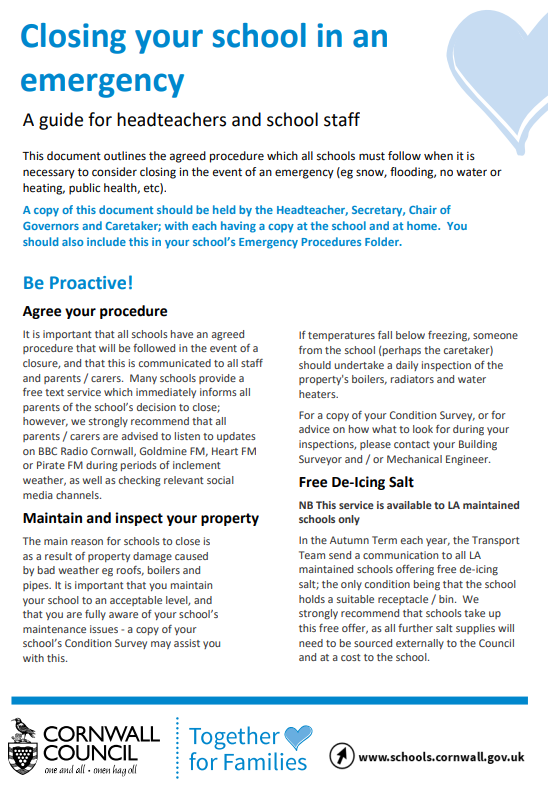 Closing your school in an
emergency
A guide for headteachers and school staff
This document outlines the agreed procedure which all schools must follow when it is
necessary to consider closing in the event of an emergency (eg snow, flooding, no water or
heating, public health, etc).
A copy of this document should be held by the Headteacher, Secretary, Chair of
Governors and Caretaker; with each having a copy at the school and at home.  You
should also include this in your school's Emergency Procedures Folder.
Be Proactive!
Agree your procedure
It is important that all schools have an agreed
procedure that will be followed in the event of a
closure, and that this is communicated to all staff
and parents / carers.  Many schools provide a
free text service which immediately informs all
parents of the school's decision to close;
however, we strongly recommend that all
parents / carers are advised to listen to updates
on BBC Radio Cornwall, Goldmine FM, Heart FM
or Pirate FM during periods of inclement
weather, as well as checking relevant social
media channels.
Maintain and inspect your property
The main reason for schools to close is
as a result of property damage caused
by bad weather eg roofs, boilers and
pipes. It is important that you maintain
your school to an acceptable level, and
that you are fully aware of your school's
maintenance issues - a copy of your
school's Condition Survey may assist you
with this.
If temperatures fall below freezing, someone
from the school (perhaps the caretaker)
should undertake a daily inspection of the
property's boilers, radiators and water
heaters.
For a copy of your Condition Survey, or for
advice on how what to look for during your
inspections, please contact your Building
Surveyor and / or Mechanical Engineer.
Free De-Icing Salt
NB This service is available to LA maintained
schools only
In the Autumn Term each year, the Transport
Team send a communication to all LA
maintained schools offering free de-icing
salt; the only condition being that the school
holds a suitable receptacle / bin.  We
strongly recommend that schools take up
this free offer, as all further salt supplies will
need to be sourced externally to the Council
and at a cost to the school.
CORNWALL
COUNCIL
one and all • onen hag oll
Together
for Families
www.schools.cornwall.gov.uk